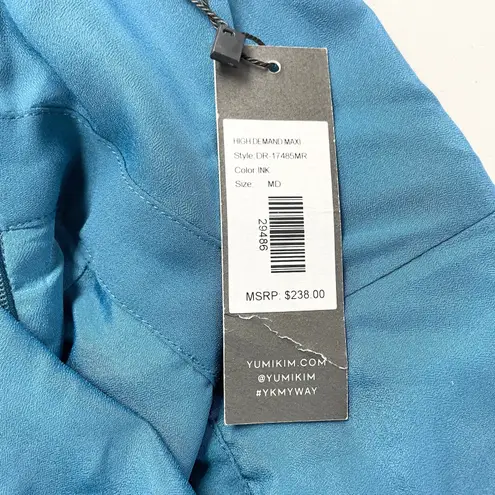 HIGH DEMAND MAXI
Style: DR-17485MR
Color: INK
Size: MD
29486
MSRP: $238.00
YUMIKIM.COM
@YUMIKIM
#YKMYWAY